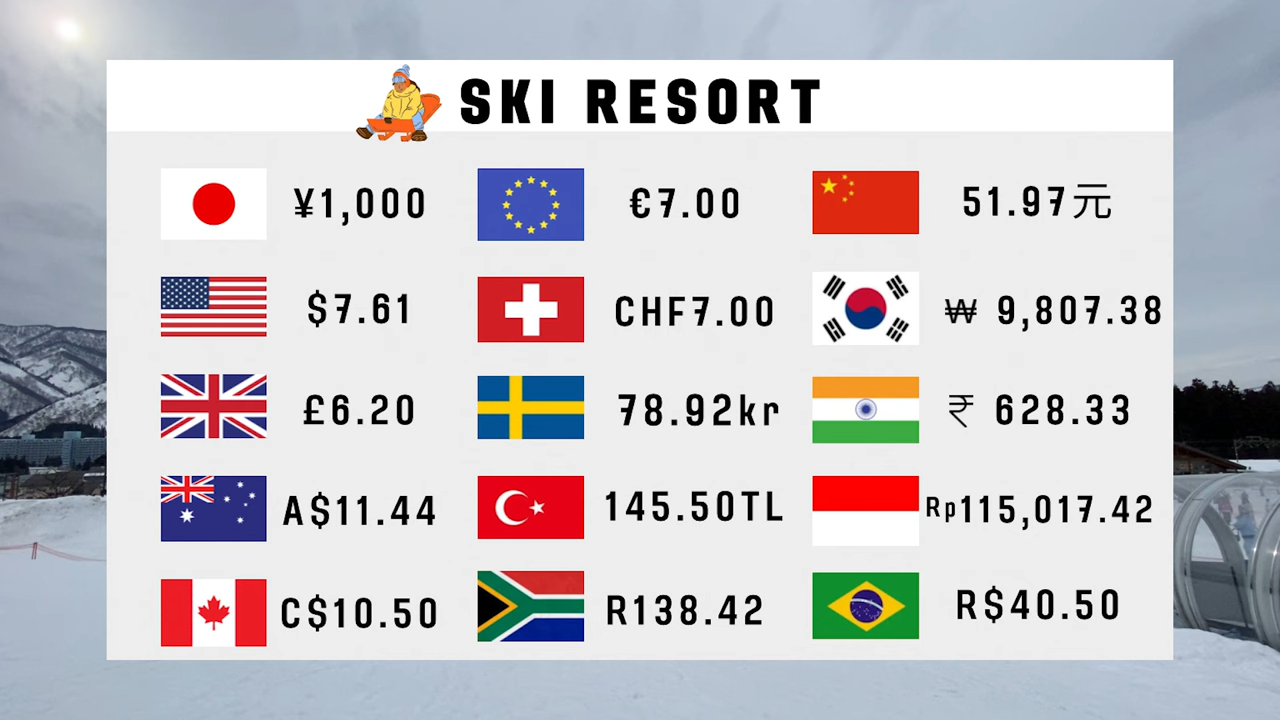 SKI RESORT
¥1,000
€7.00
51.97元
$7.61
CHF7.00
₩ 9,807.38
£6.20
78.92kr
₹ 628.33
A$11.44
145.50TL
Rp115,017.42
C$10.50
R138.42
R$40.50